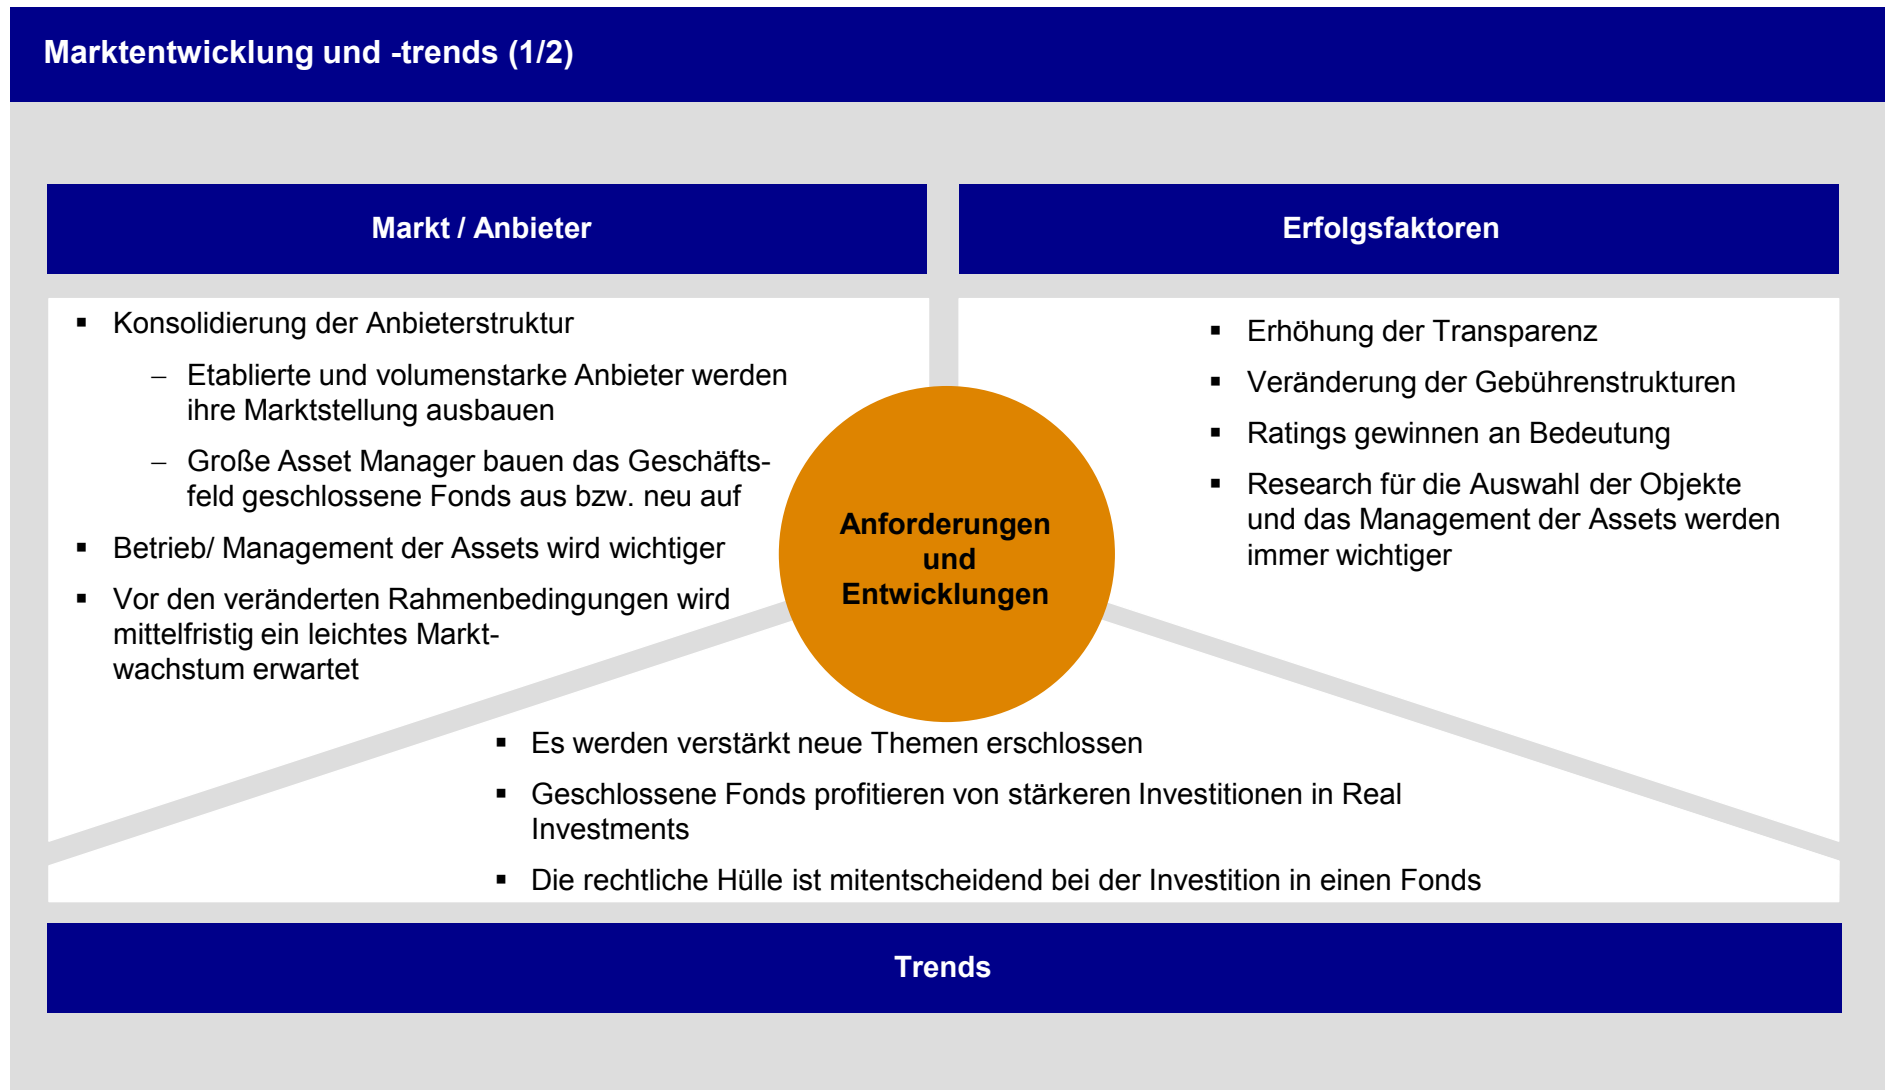 Marktentwicklung und -trends (1/2)
Markt / Anbieter
▪ Konsolidierung der Anbieterstruktur
– Etablierte und volumenstarke Anbieter werden
ihre Marktstellung ausbauen
– Große Asset Manager bauen das Geschäfts-
feld geschlossene Fonds aus bzw. neu auf
▪ Betrieb/ Management der Assets wird wichtiger
▪ Vor den veränderten Rahmenbedingungen wird
mittelfristig ein leichtes Markt-
wachstum erwartet
Erfolgsfaktoren
▪ Erhöhung der Transparenz
▪ Veränderung der Gebührenstrukturen
▪ Ratings gewinnen an Bedeutung
▪ Research für die Auswahl der Objekte
und das Management der Assets werden
immer wichtiger
Anforderungen
und
Entwicklungen
▪ Es werden verstärkt neue Themen erschlossen
▪ Geschlossene Fonds profitieren von stärkeren Investitionen in Real
Investments
▪ Die rechtliche Hülle ist mitentscheidend bei der Investition in einen Fonds
Trends